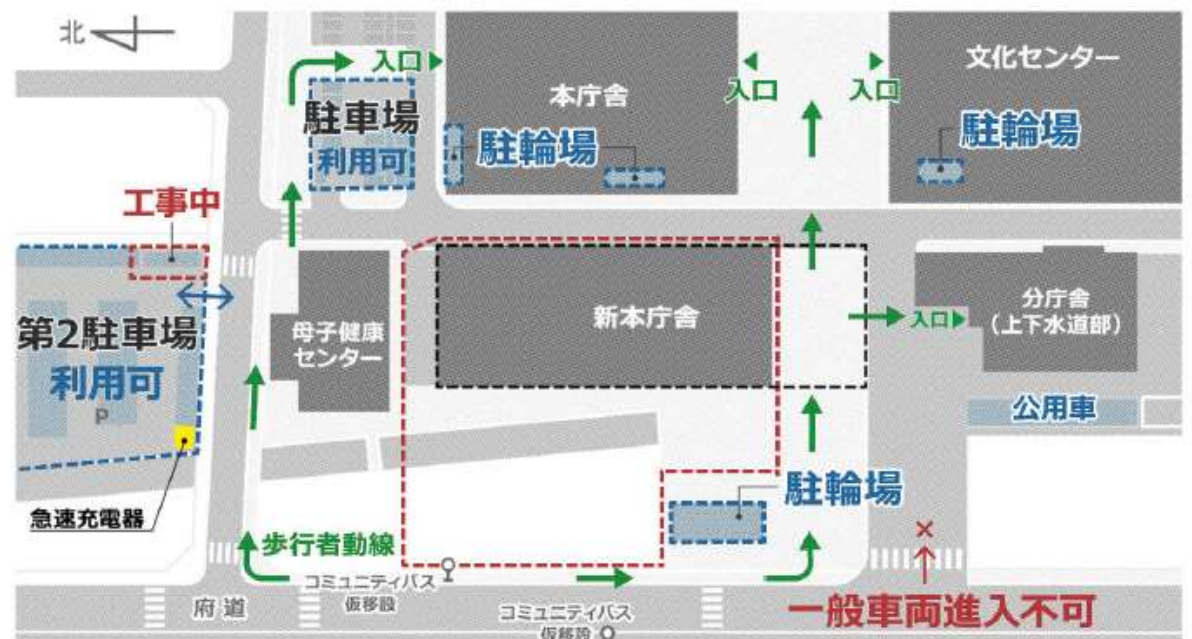 北
入口
本庁舎
入口
入口
文化センター
駐車場
利用可
駐輪場
駐輪場
工事中
第2駐車場
利用可
P
母子健康
センター
新本庁舎
入口
分庁舎
（上下水道部）
公用車
急速充電器
駐輪場
歩行者動線
コミュニティバス
仮移設
×
一般車両進入不可
府道
コミュニティバス
仮移設